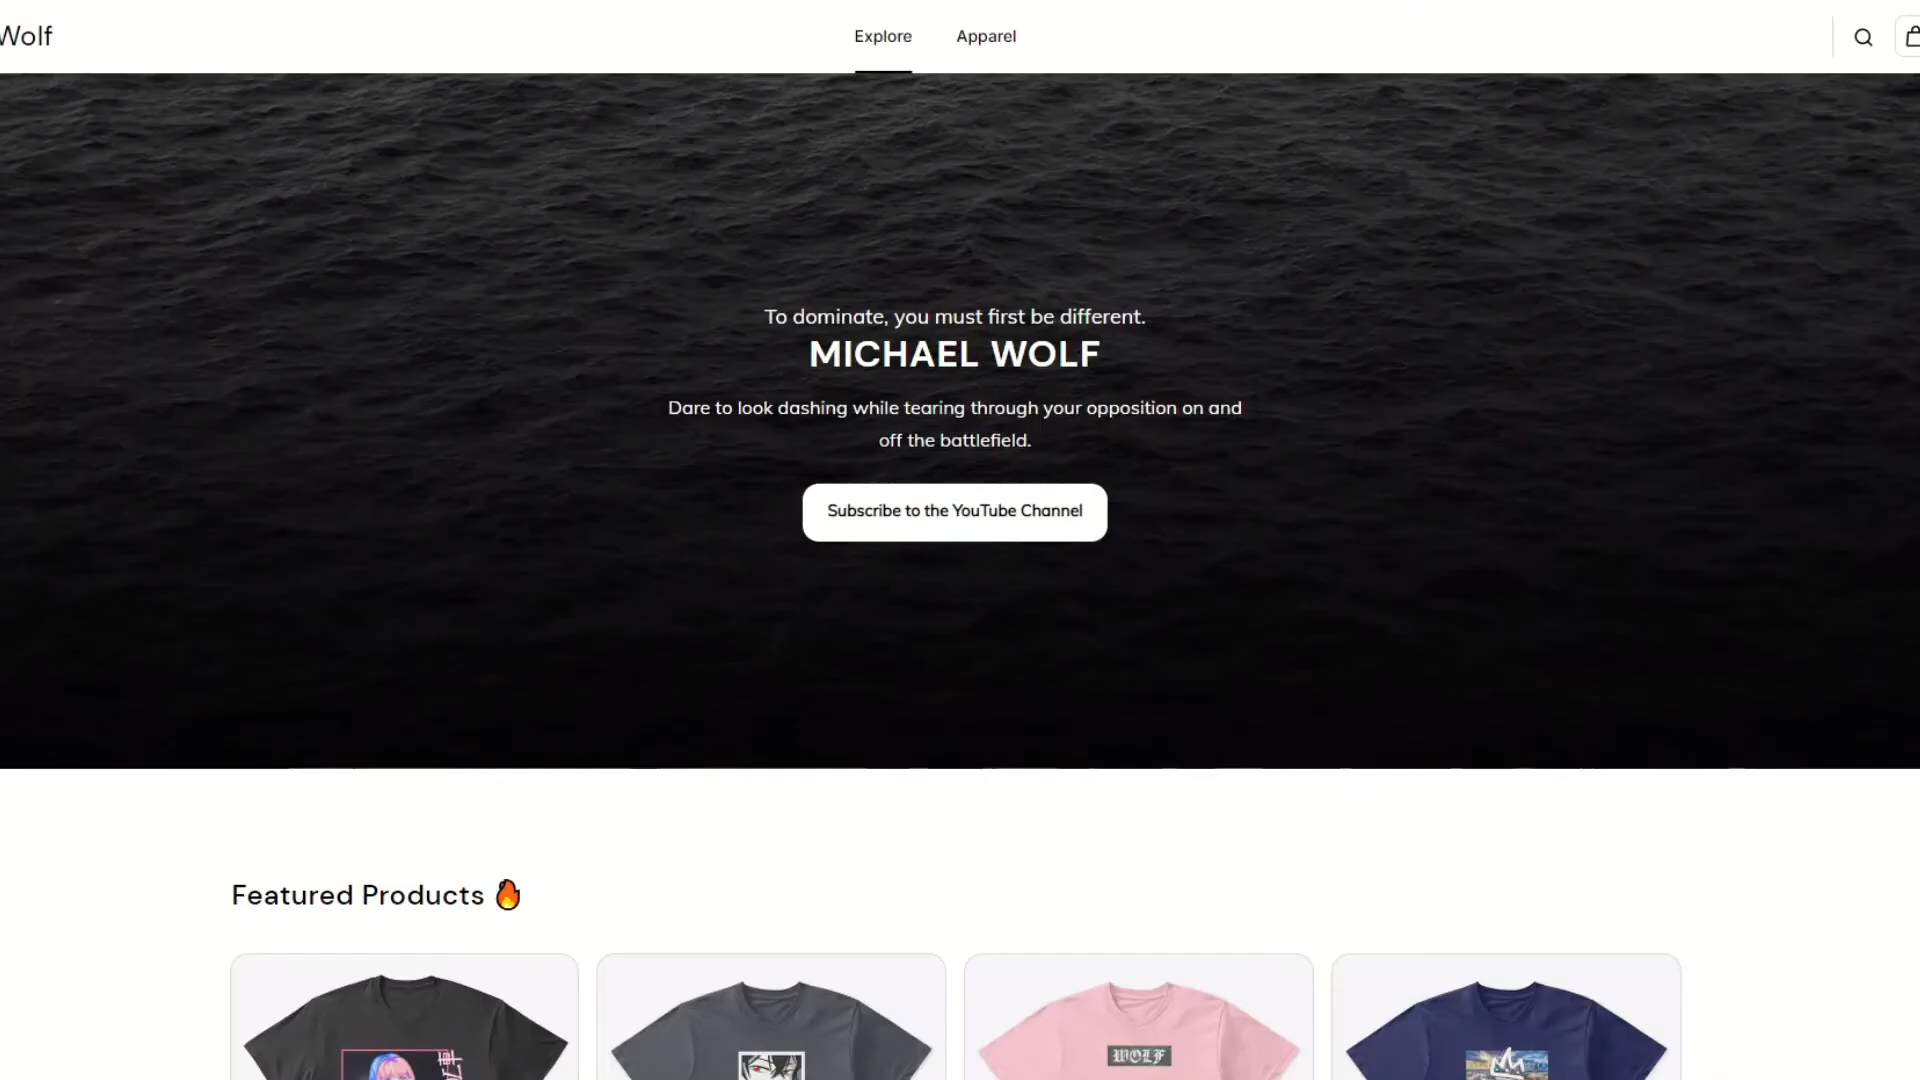 Wolf
Explore
Apparel
To dominate, you must first be different.
MICHAEL WOLF
Dare to look dashing while tearing through your opposition on and
off the battlefield.
Subscribe to the YouTube Channel
Featured Products 🔥
WOLF